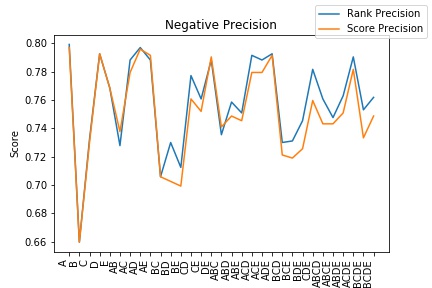 Negative Precision
Rank Precision
Score Precision
0.80
0.78
0.76
0.74
0.72
0.70
0.68
0.66
Score
A
B
C
D
E
AB
AC
AD
AE
BC
BD
BE
CD
CE
DE
ABC
ABD
ABE
ACD
ACE
ADE
BCD
BCE
BDE
CDE
ABCD
ABCE
ABDE
ACDE
BCDE
BCDE